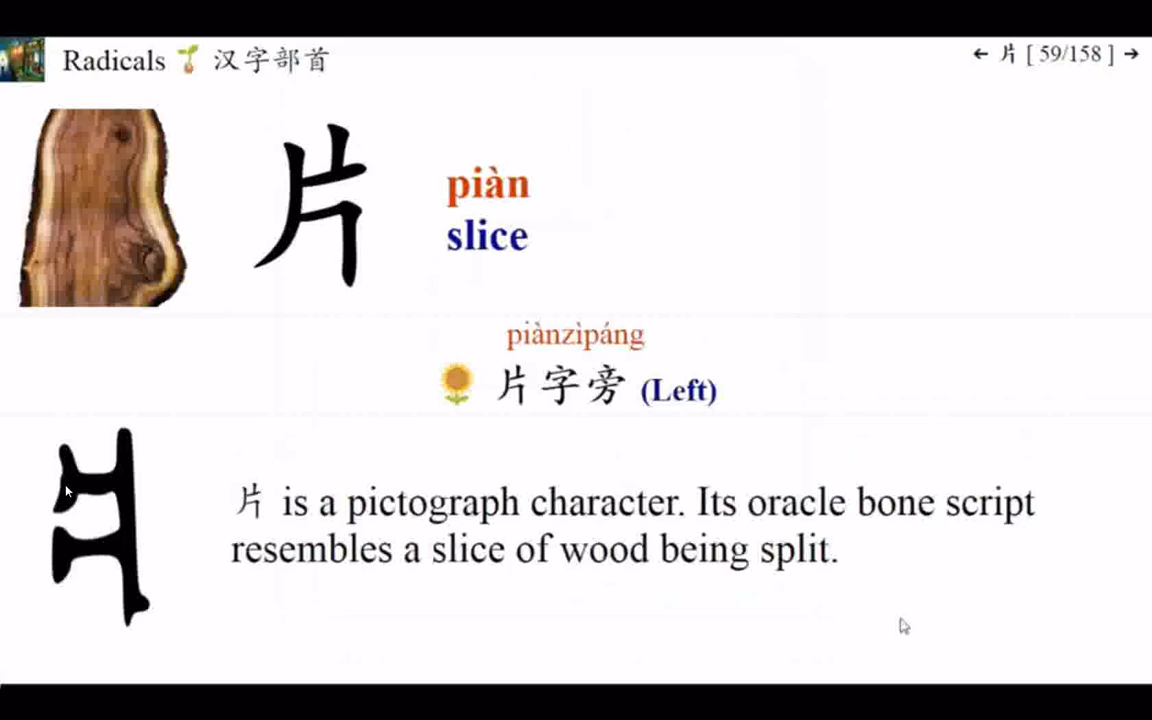 Radicals 汉字部首
← 片 [ 59/158 ] →
片
piàn
slice
piànzìpáng
片字旁 (Left)
片 is a pictograph character. Its oracle bone script
resembles a slice of wood being split.